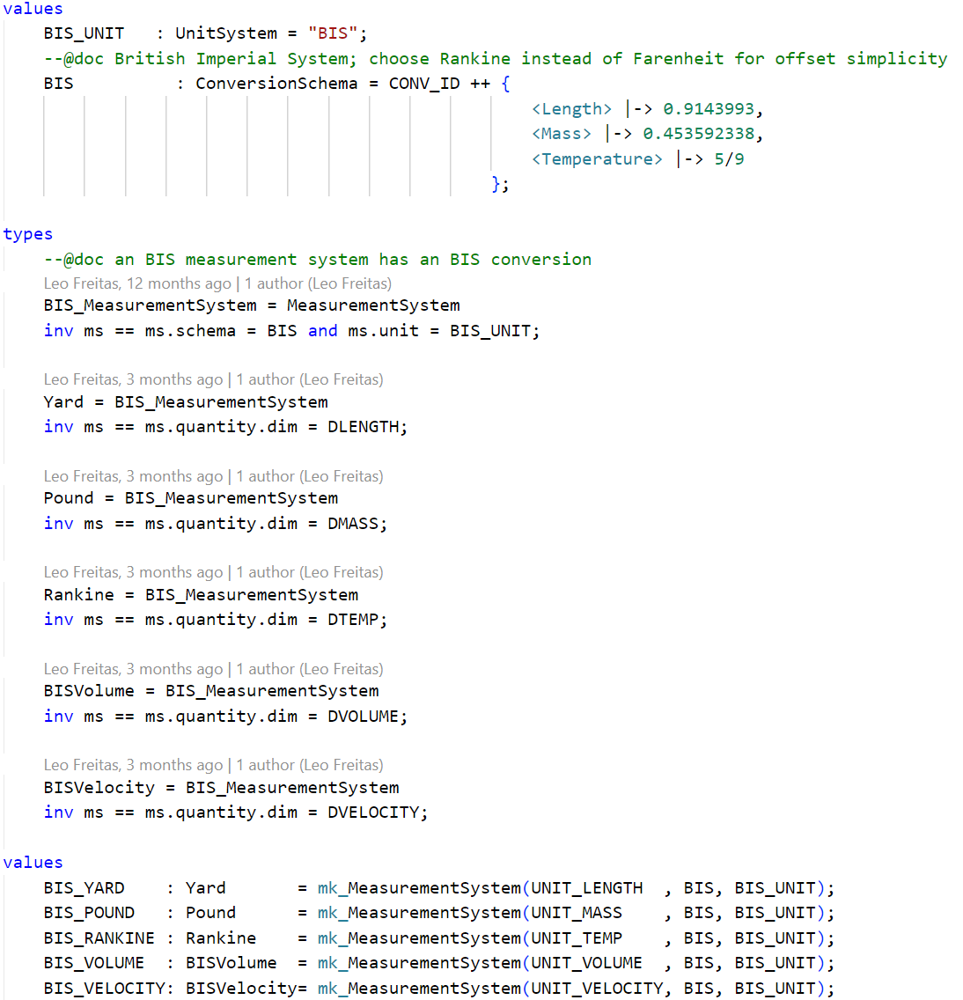 values
    BIS_UNIT   : UnitSystem = "BIS";
    --@doc British Imperial System; choose Rankine instead of Farenheit for offset simplicity
    BIS          : ConversionSchema = CONV_ID ++ {
                                                <Length> |-> 0.9143993,
                                                <Mass> |-> 0.453592338,
                                                <Temperature> |-> 5/9
                                            };
types
    --@doc an BIS measurement system has an BIS conversion
    Leo Freitas, 12 months ago | 1 author (Leo Freitas)
    BIS_MeasurementSystem = MeasurementSystem
    inv ms == ms.schema = BIS and ms.unit = BIS_UNIT;
    Leo Freitas, 3 months ago | 1 author (Leo Freitas)
    Yard = BIS_MeasurementSystem
    inv ms == ms.quantity.dim = DLENGTH;
    Leo Freitas, 3 months ago | 1 author (Leo Freitas)
    Pound = BIS_MeasurementSystem
    inv ms == ms.quantity.dim = DMASS;
    Leo Freitas, 3 months ago | 1 author (Leo Freitas)
    Rankine = BIS_MeasurementSystem
    inv ms == ms.quantity.dim = DTEMP;
    Leo Freitas, 3 months ago | 1 author (Leo Freitas)
    BISVolume = BIS_MeasurementSystem
    inv ms == ms.quantity.dim = DVOLUME;
    Leo Freitas, 3 months ago | 1 author (Leo Freitas)
    BISVelocity = BIS_MeasurementSystem
    inv ms == ms.quantity.dim = DVELOCITY;
values
    BIS_YARD    : Yard       = mk_MeasurementSystem(UNIT_LENGTH  , BIS, BIS_UNIT);
    BIS_POUND   : Pound      = mk_MeasurementSystem(UNIT_MASS    , BIS, BIS_UNIT);
    BIS_RANKINE : Rankine    = mk_MeasurementSystem(UNIT_TEMP    , BIS, BIS_UNIT);
    BIS_VOLUME  : BISVolume  = mk_MeasurementSystem(UNIT_VOLUME  , BIS, BIS_UNIT);
    BIS_VELOCITY: BISVelocity= mk_MeasurementSystem(UNIT_VELOCITY, BIS, BIS_UNIT);